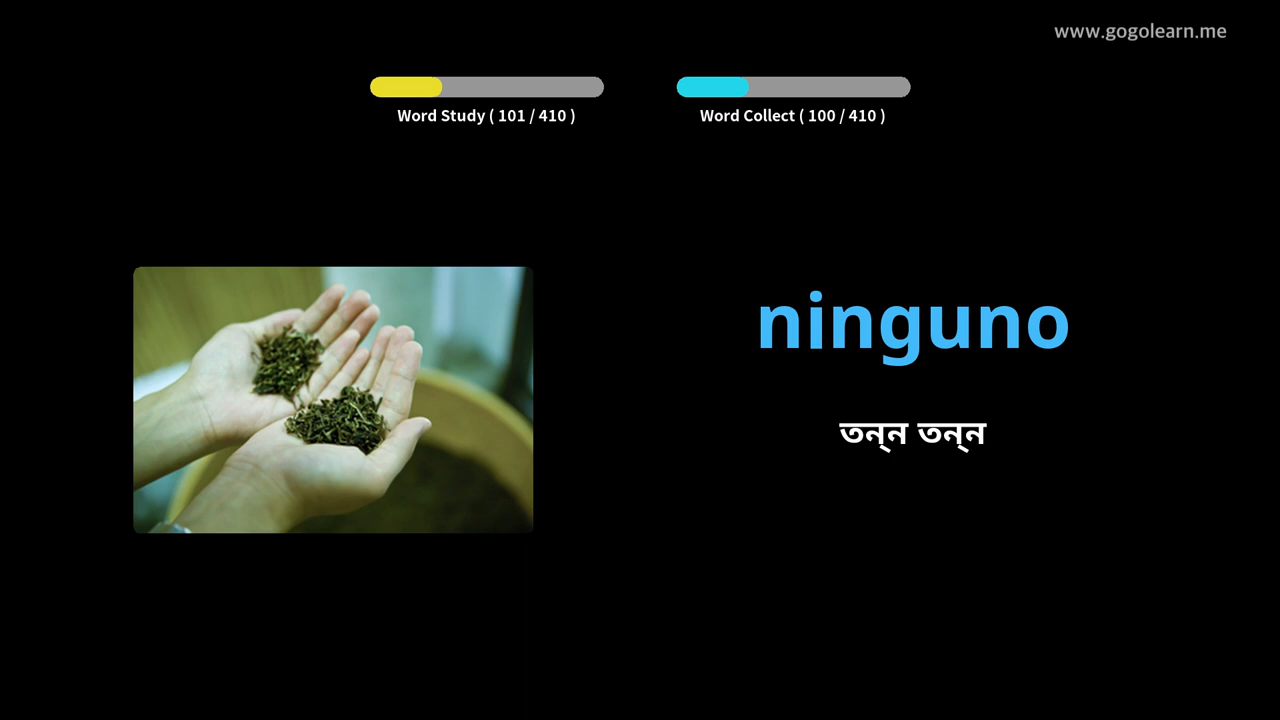 www.gogolearn.me
Word Study ( 101 / 410 )
Word Collect ( 100 / 410 )
ninguno
তন্ন তন্ন